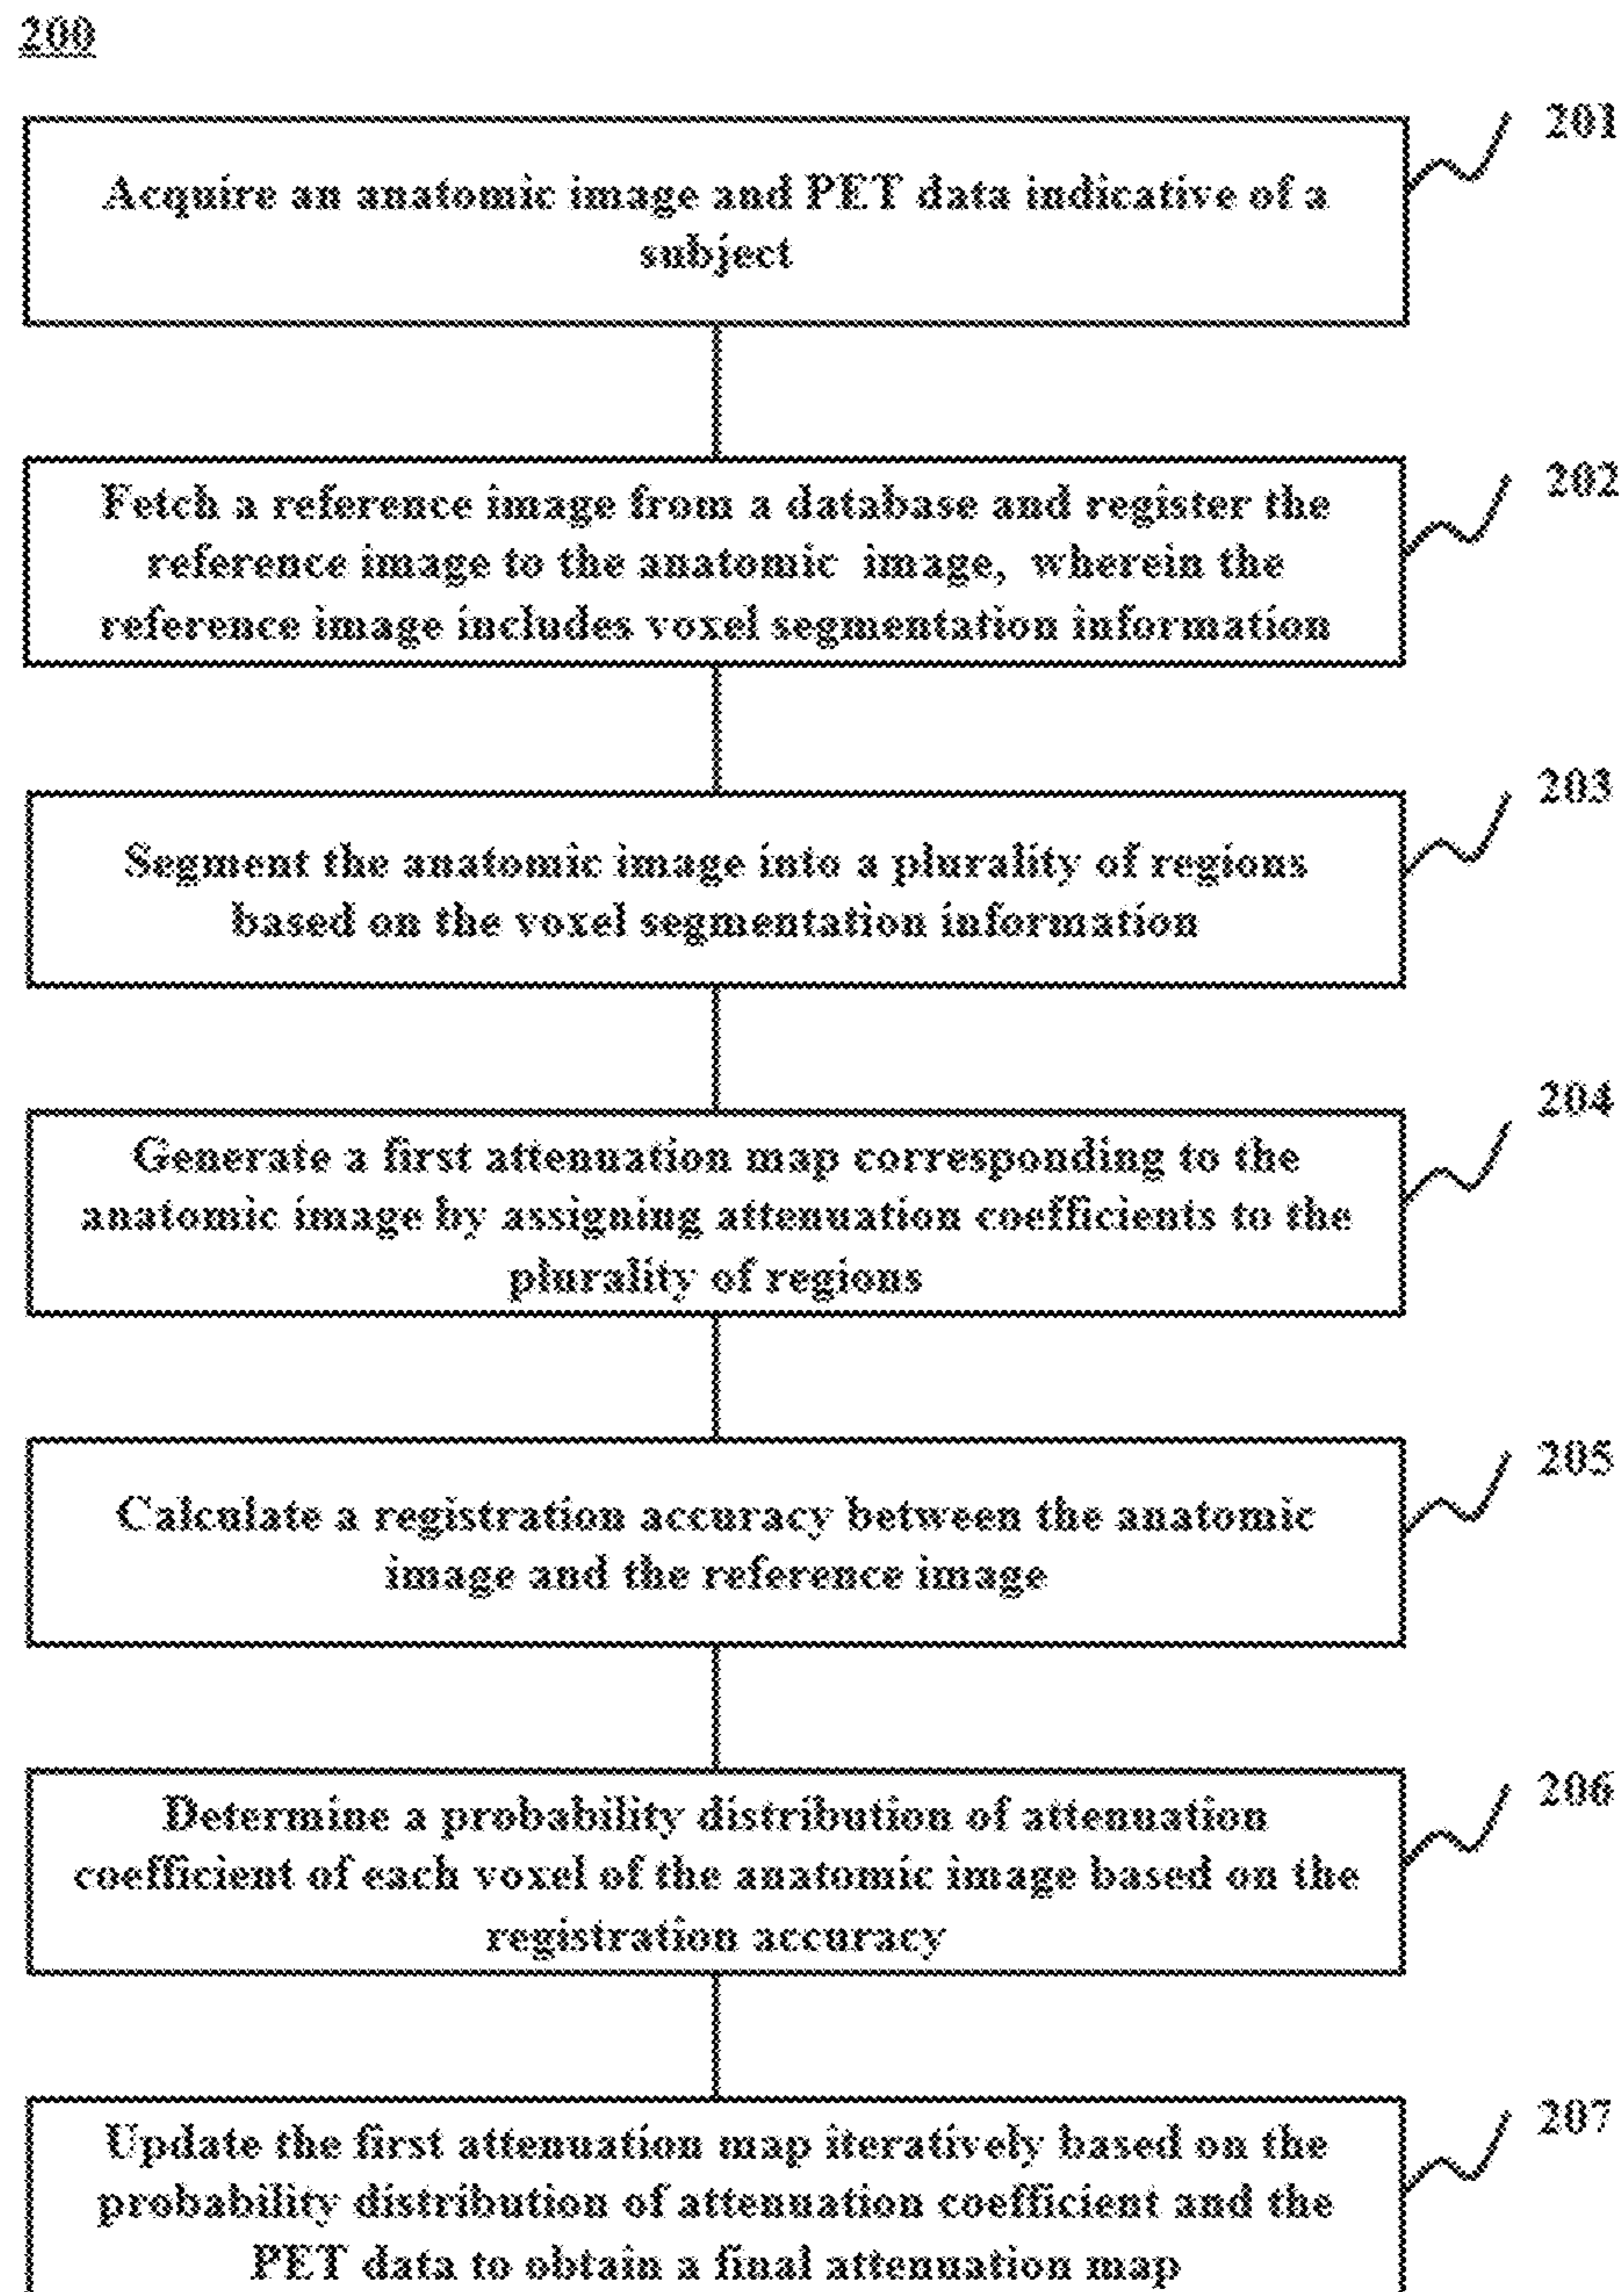 200
201
Acquire an anatomic image and PET data indicative of a
subject
202
Fetch a reference image from a database and register the
reference image to the anatomic image, wherein the
reference image includes voxel segmentation information
203
Segment the anatomic image into a plurality of regions
based on the voxel segmentation information
204
Generate a first attenuation map corresponding to the
anatomic image by assigning attenuation coefficients to the
plurality of regions
205
Calculate a registration accuracy between the anatomic
image and the reference image
206
Determine a probability distribution of attenuation
coefficient of each voxel of the anatomic image based on the
registration accuracy
207
Update the first attenuation map iteratively based on the
probability distribution of attenuation coefficient and the
PET data to obtain a final attenuation map